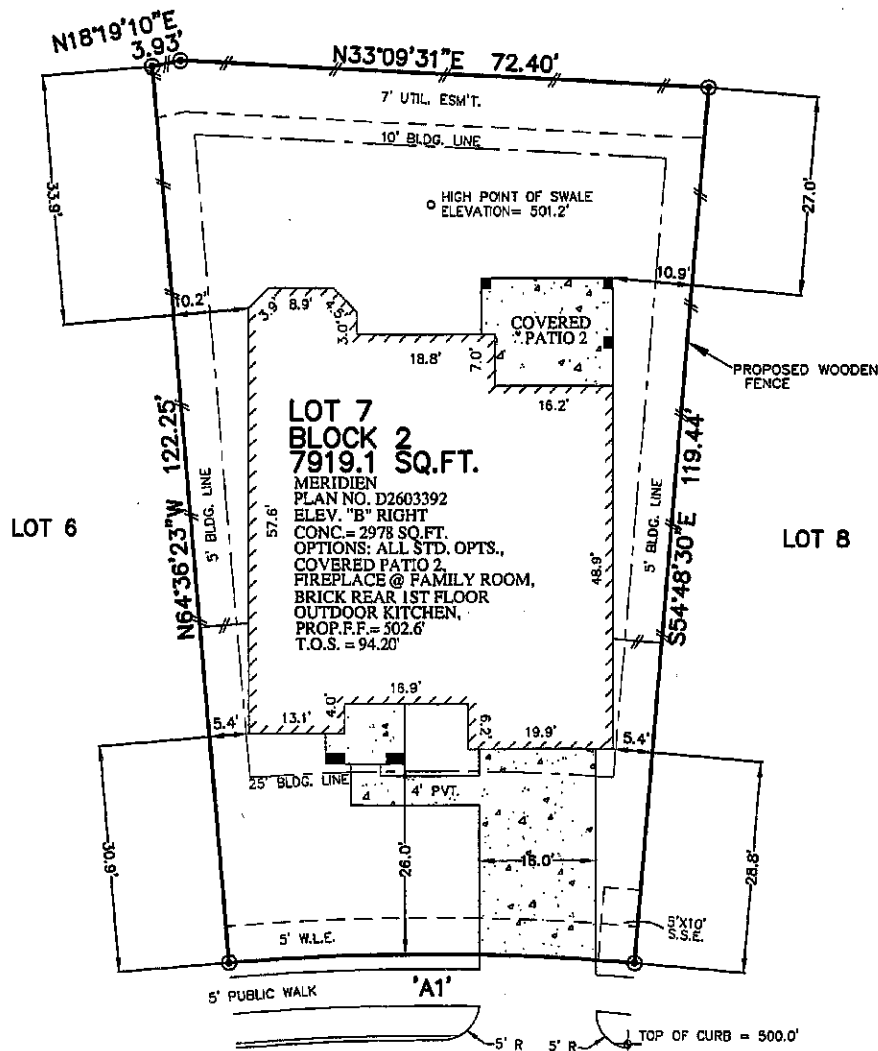 N18°19'10"E
3.93'
N33°09'31"E 72.40'
7' UTIL. ESM'T.
10' BLDG. LINE
HIGH POINT OF SWALE
ELEVATION= 501.2'
33.9'
27.0'
10.2'
3.9'
8.9'
3.0'
18.8'
7.0'
COVERED
PATIO 2
10.9'
16.2'
PROPOSED WOODEN
FENCE
LOT 7
BLOCK 2
7919.1 SQ.FT.
MERIDIEN
PLAN NO. D2603392
ELEV. "B" RIGHT
CONC.= 2978 SQ.FT.
OPTIONS: ALL STD. OPTS.,
COVERED PATIO 2,
FIREPLACE @ FAMILY ROOM,
BRICK REAR 1ST FLOOR
OUTDOOR KITCHEN,
PROP.F.F.= 502.6'
T.O.S. = 94.20'
LOT 6
N64°36'23"W 122.25'
5' BLDG. LINE
57.6'
48.9'
5' BLDG. LINE
S54°48'30"E 119.44'
LOT 8
16.9'
4.0'
13.1'
6.2'
19.9'
5.4'
5.4'
25' BLDG. LINE
4' PVT.
30.9'
26.0'
16.0'
28.8'
5' W.L.E.
5'X10'
S.S.E.
5' PUBLIC WALK
'A1'
5' R
5' R
TOP OF CURB = 500.0'